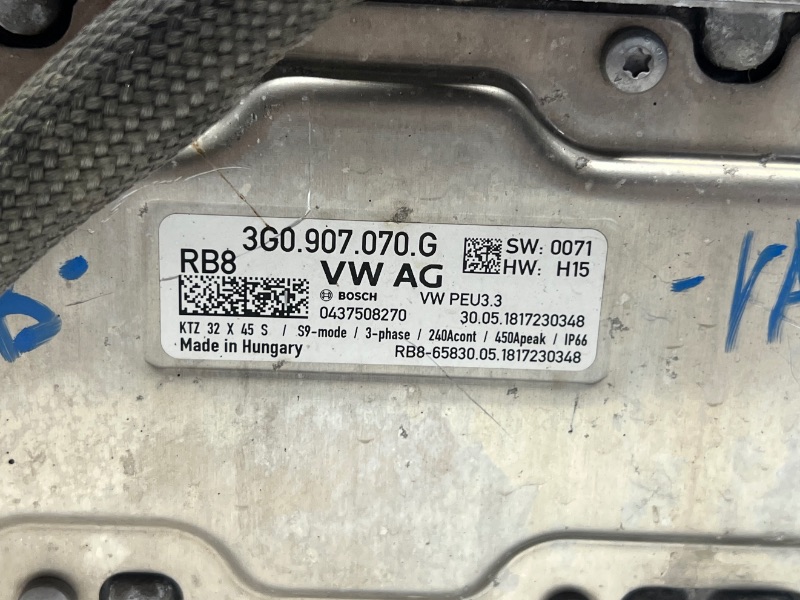 3G0.907.070.G
SW: 0071
RB8
VW AG
HW: H15
BOSCH
VW PEU3.3
0437508270
30.05.1817230348
KTZ 32 X 45 S / S9-mode / 3-phase / 240Acont / 450Apeak / IP66
Made in Hungary
RB8-65830.05.1817230348